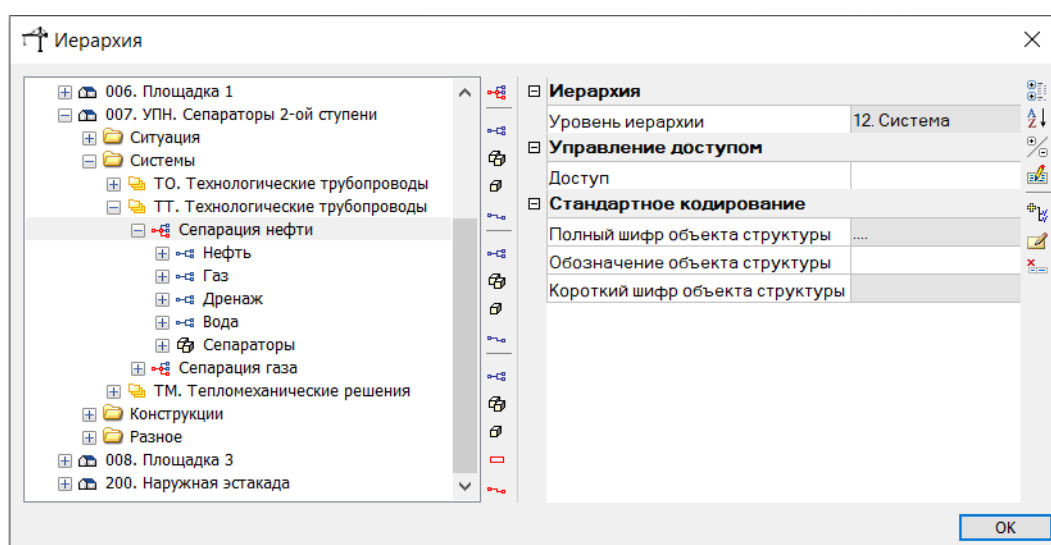 Иерархия
006. Площадка 1
007. УПН. Сепараторы 2-ой ступени
Ситуация
Системы
ТО. Технологические трубопроводы
ТТ. Технологические трубопроводы
Сепарация нефти
Нефть
Газ
Дренаж
Вода
Сепараторы
Сепарация газа
ТМ. Тепломеханические решения
Конструкции
Разное
008. Площадка 3
200. Наружная эстакада
Иерархия
Уровень иерархии 12. Система
Управление доступом
Доступ
Стандартное кодирование
Полный шифр объекта структуры ....
Обозначение объекта структуры
Короткий шифр объекта структуры
OK